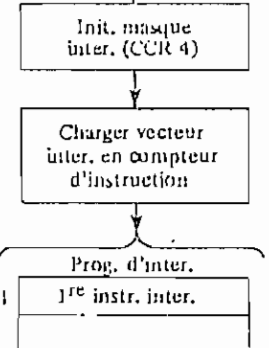 Init. masque
inter. (CCR 4)
Charger vecteur
inter. en compteur
d'instruction
Prog. d'inter.
1re instr. inter.